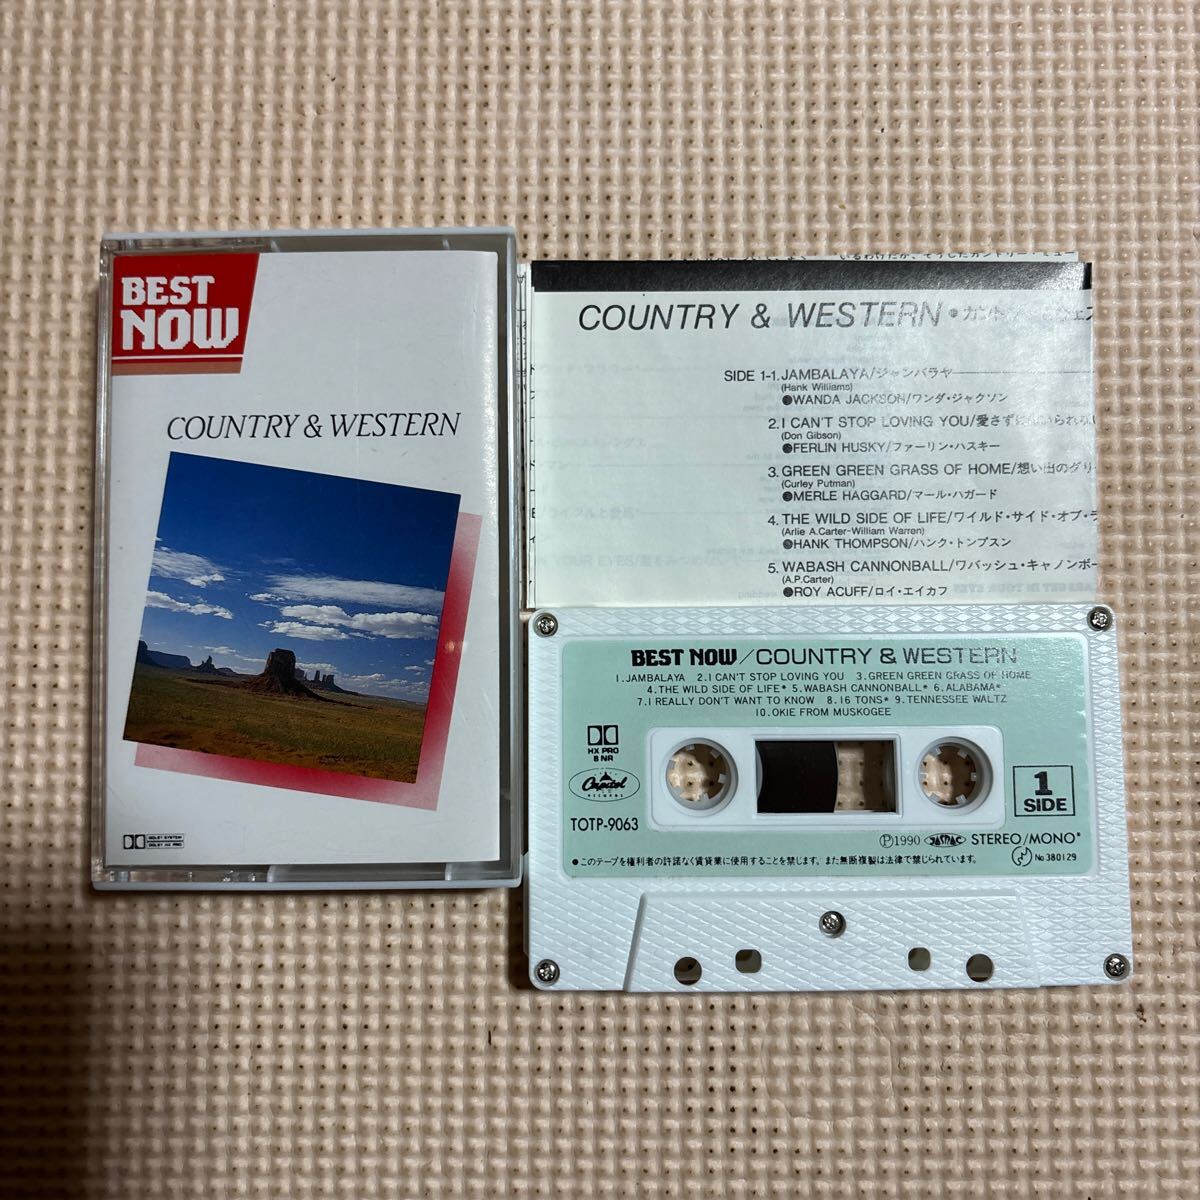 BEST
NOW
COUNTRY & WESTERN
DOLBY SYSTEM
DOLBY HX PRO
COUNTRY & WESTERN
SIDE 1-1. JAMBALAYA/ジャンバラヤ
(Hank Williams)
●WANDA JACKSON/ワンダ・ジャクソン
2. I CAN'T STOP LOVING YOU/愛さず
(Don Gibson)
●FERLIN HUSKY/ファーリン・ハスキー
3. GREEN GREEN GRASS OF HOME/想い出のグリ
(Curley Putman)
●MERLE HAGGARD/マール・ハガード
4. THE WILD SIDE OF LIFE/ワイルド・サイド・オブ・ラ
(Arlie A.Carter-William Warren)
●HANK THOMPSON/ハンク・トンプスン
5. WABASH CANNONBALL/ワバッシュ・キャノンボー
(A.P.Carter)
●ROY ACUFF/ロイ・エイカフ
BEST NOW/COUNTRY & WESTERN
1.JAMBALAYA 2.I CAN'T STOP LOVING YOU 3.GREEN GREEN GRASS OF HOME
4.THE WILD SIDE OF LIFE* 5.WABASH CANNONBALL* 6.ALABAMA*
7.I REALLY DON'T WANT TO KNOW 8.16 TONS* 9.TENNESSEE WALTZ
10.OKIE FROM MUSKOGEE
HX PRO
B NR
Capitol
RECORDS
TOTP-9063
1
SIDE
Ⓟ1990 JASRAC STEREO/MONO*
●このテープを権利者の許諾なく賃貸業に使用することを禁じます。また無断複製は法律で禁じられています。
No.380129